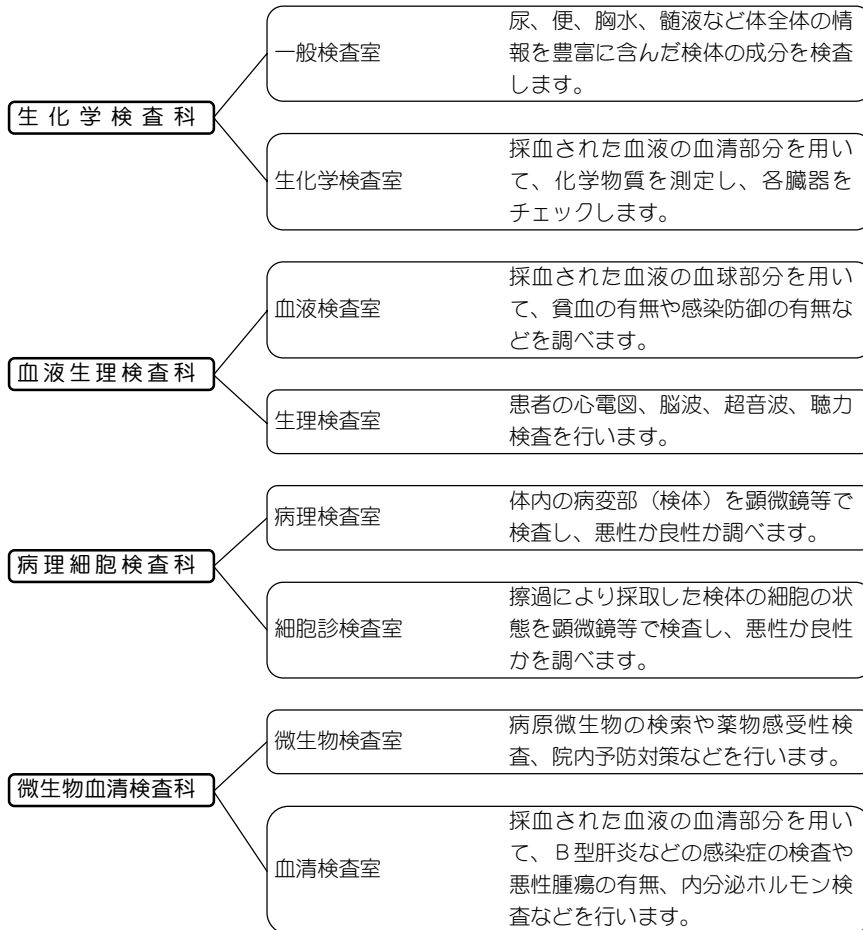 生化学検査科
一般検査室
尿、便、胸水、髄液など体全体の情
報を豊富に含んだ検体の成分を検査
します。
生化学検査室
採血された血液の血清部分を用い
て、化学物質を測定し、各臓器を
チェックします。
血液生理検査科
血液検査室
採血された血液の血球部分を用い
て、貧血の有無や感染防御の有無な
どを調べます。
生理検査室
患者の心電図、脳波、超音波、聴力
検査を行います。
病理細胞検査科
病理検査室
体内の病変部（検体）を顕微鏡等で
検査し、悪性か良性か調べます。
細胞診検査室
擦過により採取した検体の細胞の状
態を顕微鏡等で検査し、悪性か良性
かを調べます。
微生物血清検査科
微生物検査室
病原微生物の検索や薬物感受性検
査、院内予防対策などを行います。
血清検査室
採血された血液の血清部分を用い
て、Ｂ型肝炎などの感染症の検査や
悪性腫瘍の有無、内分泌ホルモン検
査などを行います。